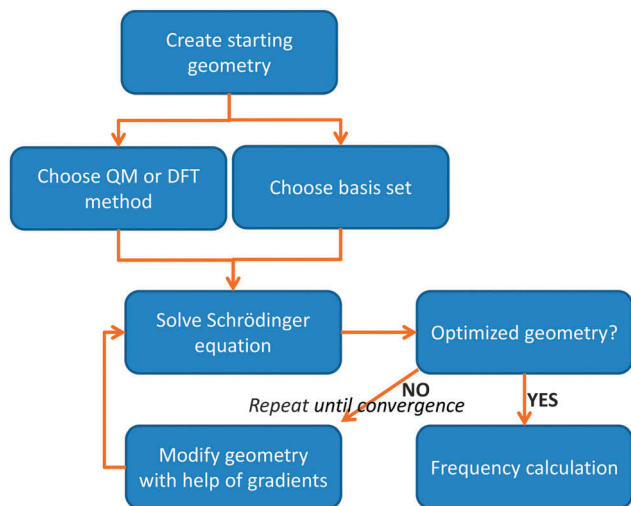 Create starting
geometry
Choose QM or DFT
method
Choose basis set
Solve Schrödinger
equation
Optimized geometry?
NO
YES
Repeat until convergence
Modify geometry
with help of gradients
Frequency calculation